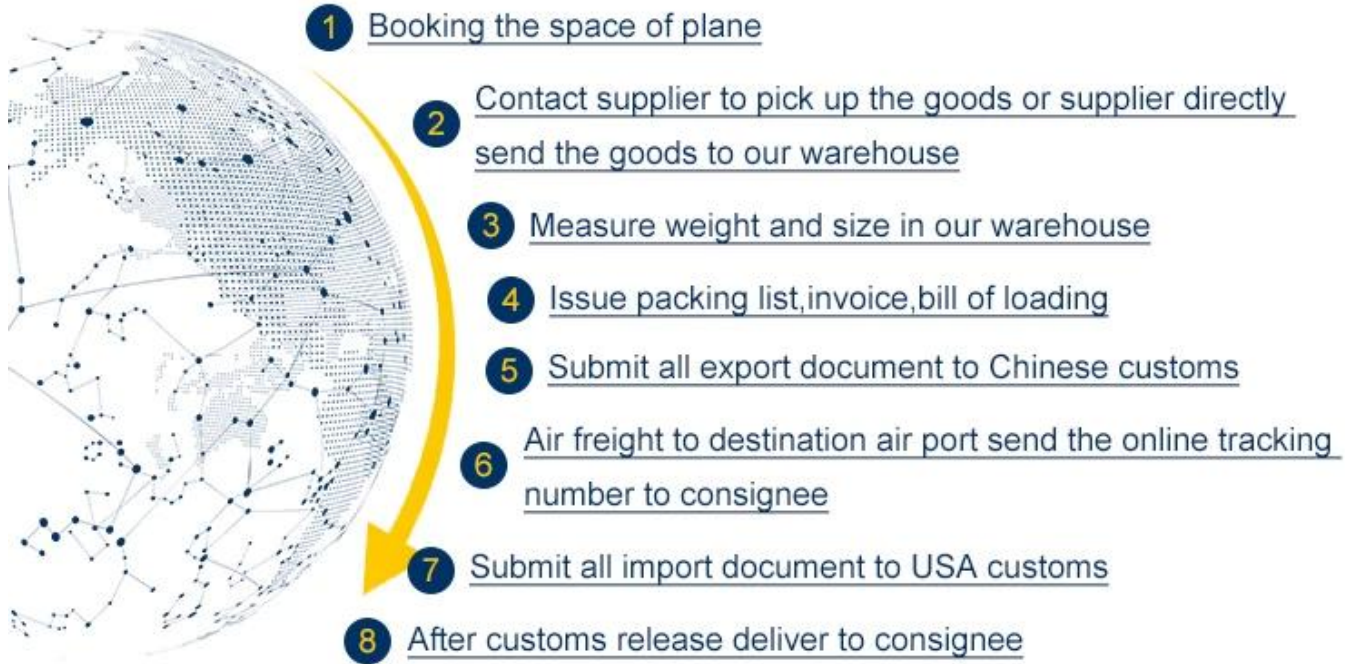 1 Booking the space of plane
2 Contact supplier to pick up the goods or supplier directly
send the goods to our warehouse
3 Measure weight and size in our warehouse
4 Issue packing list,invoice,bill of loading
5 Submit all export document to Chinese customs
6 Air freight to destination air port send the online tracking
number to consignee
7 Submit all import document to USA customs
8 After customs release deliver to consignee